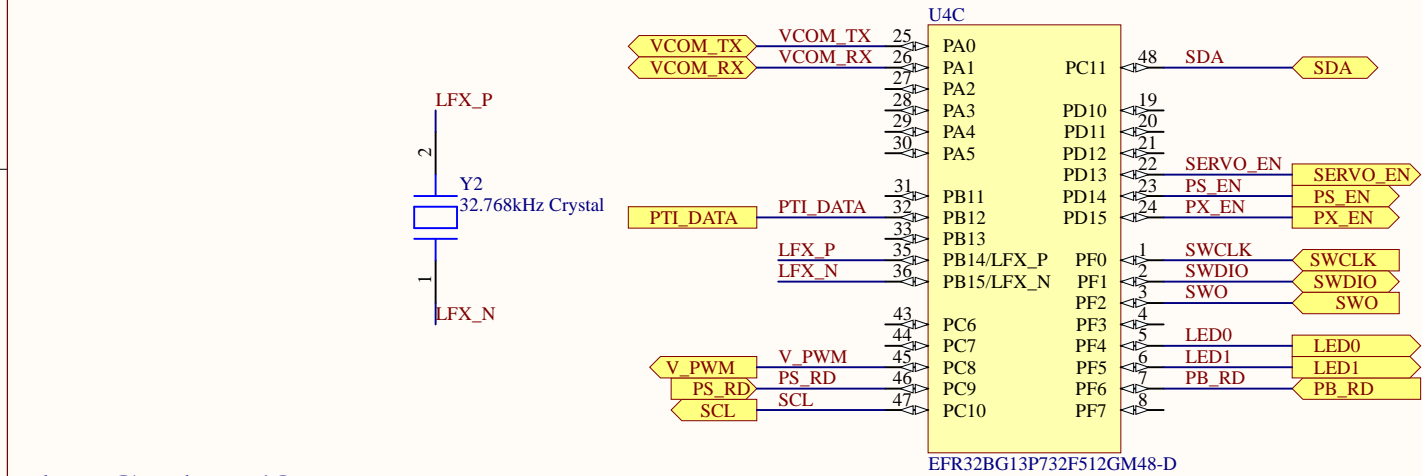 U4C
VCOM_TX VCOM_TX 25 PA0
VCOM_RX VCOM_RX 26 PA1 PC11 48 SDA SDA
27 PA2
LFX_P 28 PA3 PD10 19
29 PA4 PD11 20
2 30 PA5 PD12 21
PD13 22 SERVO_EN SERVO_EN
Y2 31 PB11 PD14 23 PS_EN PS_EN
32.768kHz Crystal PTI_DATA PTI_DATA 32 PB12 PD15 24 PX_EN PX_EN
33 PB13
LFX_P 35 PB14/LFX_P PF0 1 SWCLK SWCLK
1 LFX_N 36 PB15/LFX_N PF1 2 SWDIO SWDIO
PF2 3 SWO SWO
LFX_N 43 PC6 PF3 4
44 PC7 PF4 5 LED0 LED0
V_PWM V_PWM 45 PC8 PF5 6 LED1 LED1
PS_RD PS_RD 46 PC9 PF6 7 PB_RD PB_RD
SCL SCL 47 PC10 PF7 8
EFR32BG13P732F512GM48-D